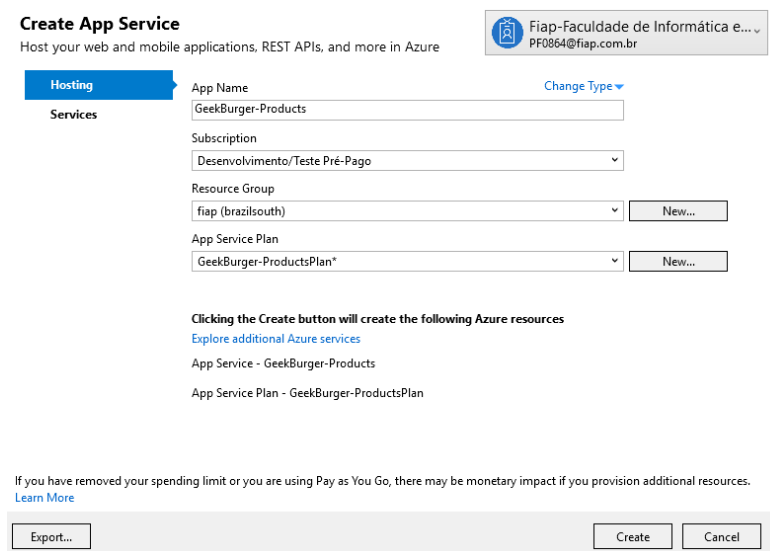 Create App Service
Host your web and mobile applications, REST APIs, and more in Azure
Fiap-Faculdade de Informática e...
PF0864@fiap.com.br
Hosting
Services
App Name
Change Type
GeekBurger-Products
Subscription
Desenvolvimento/Teste Pré-Pago
Resource Group
fiap (brazilsouth)
New...
App Service Plan
GeekBurger-ProductsPlan*
New...
Clicking the Create button will create the following Azure resources
Explore additional Azure services
App Service - GeekBurger-Products
App Service Plan - GeekBurger-ProductsPlan
If you have removed your spending limit or you are using Pay as You Go, there may be monetary impact if you provision additional resources.
Learn More
Export...
Create
Cancel